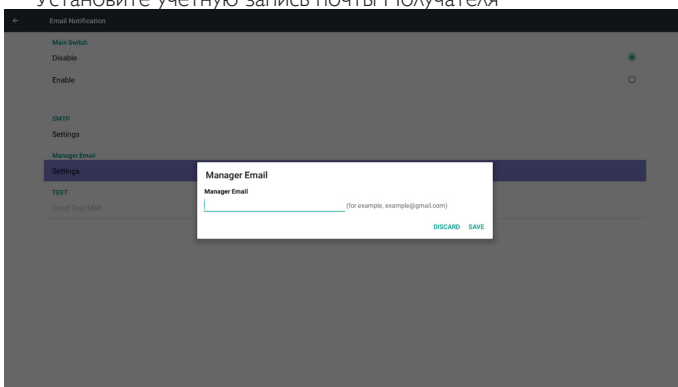 Установите учетную запись почты Получателя
Email Notification
Main Switch
Disable
Enable
SMTP
Settings
Manager Email
Settings
TEST
Send Test Mail
Manager Email
Manager Email
(for example, example@gmail.com)
DISCARD SAVE